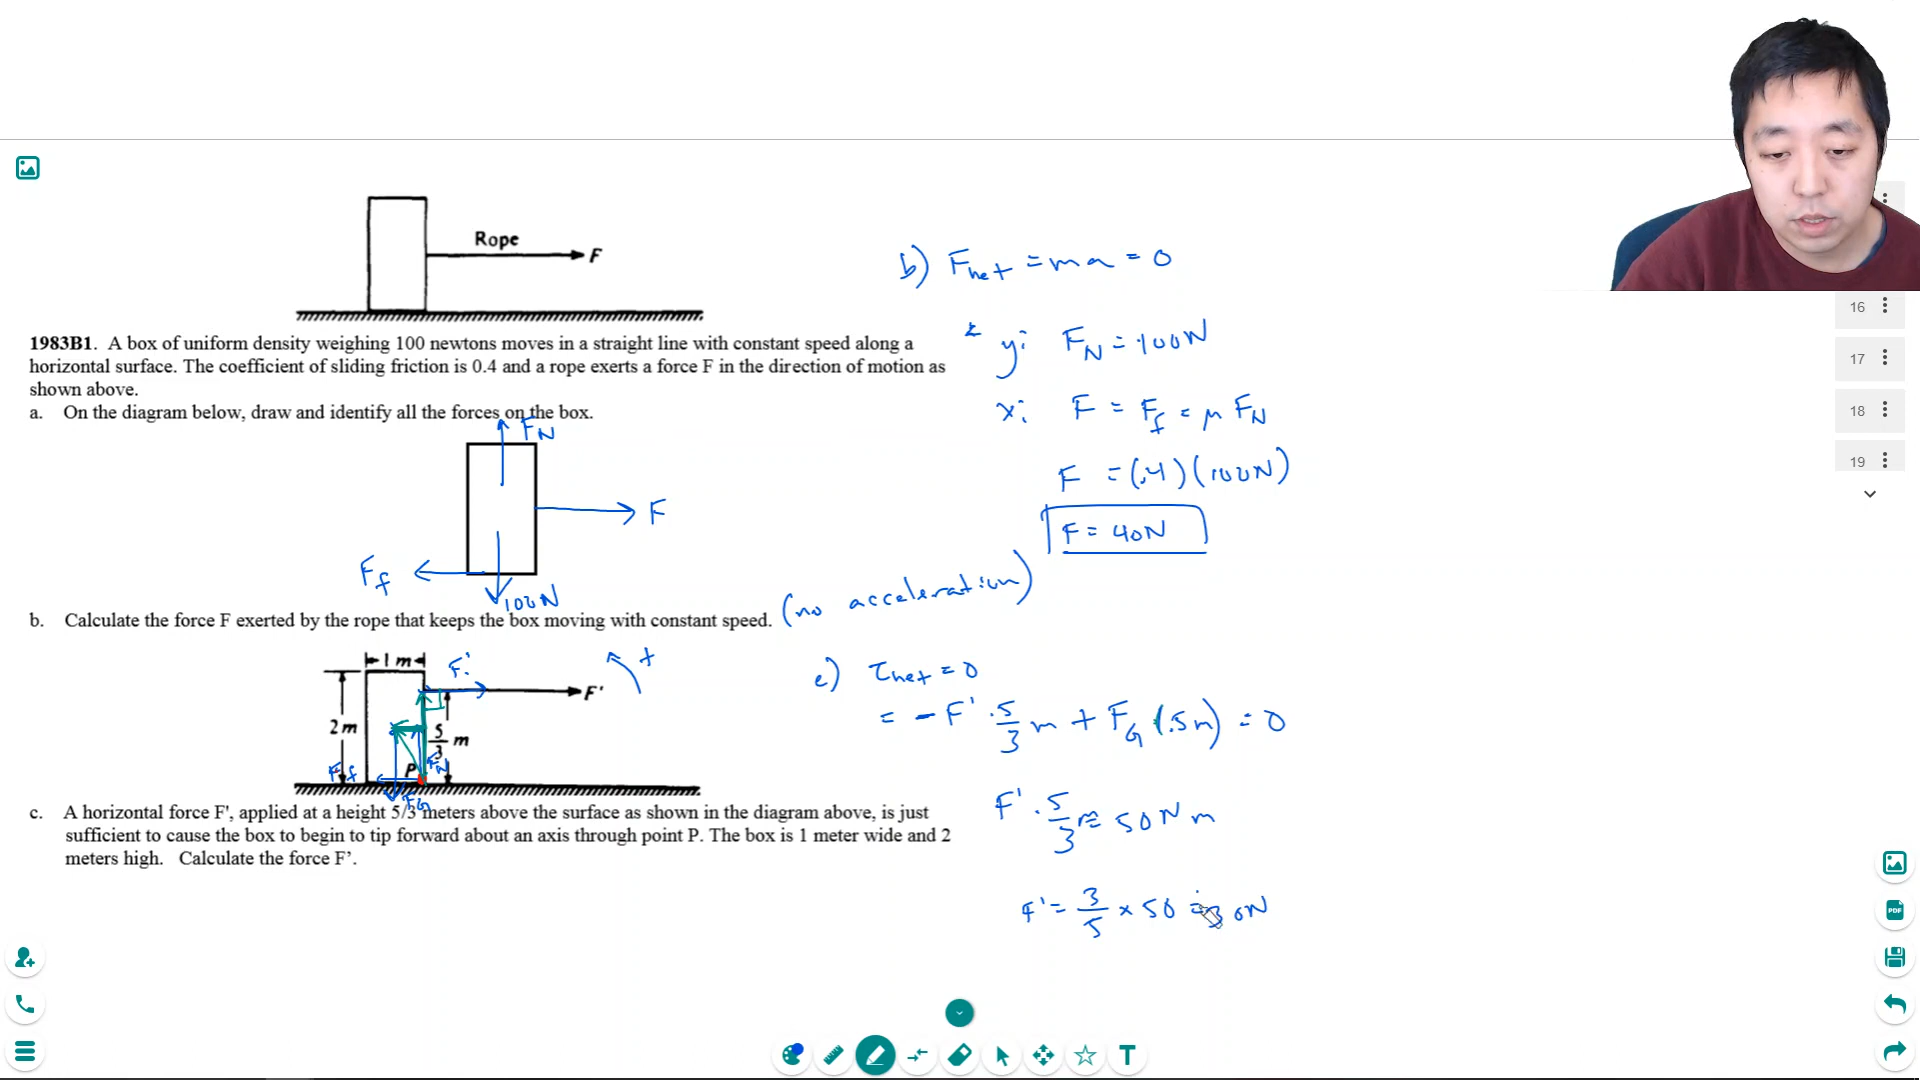 Rope
F
1983B1. A box of uniform density weighing 100 newtons moves in a straight line with constant speed along a
horizontal surface. The coefficient of sliding friction is 0.4 and a rope exerts a force F in the direction of motion as
shown above.
a. On the diagram below, draw and identify all the forces on the box.
FN
F
Ff
100N
b. Calculate the force F exerted by the rope that keeps the box moving with constant speed. (no acceleration)
1 m
F'
+
F'
2 m
5/3 m
P
FN
Ff
FG
c. A horizontal force F', applied at a height 5/3 meters above the surface as shown in the diagram above, is just
sufficient to cause the box to begin to tip forward about an axis through point P. The box is 1 meter wide and 2
meters high. Calculate the force F’.
b) Fnet = ma = 0
y: FN = 100N
x: F = Ff = μ FN
F = (.4)(100N)
F = 40N
c) τnet = 0
= - F' · 5/3 m + FG (.5m) = 0
F' · 5/3 m = 50 N m
F' = 3/5 × 50 = 30N
16
17
18
19
PDF
T